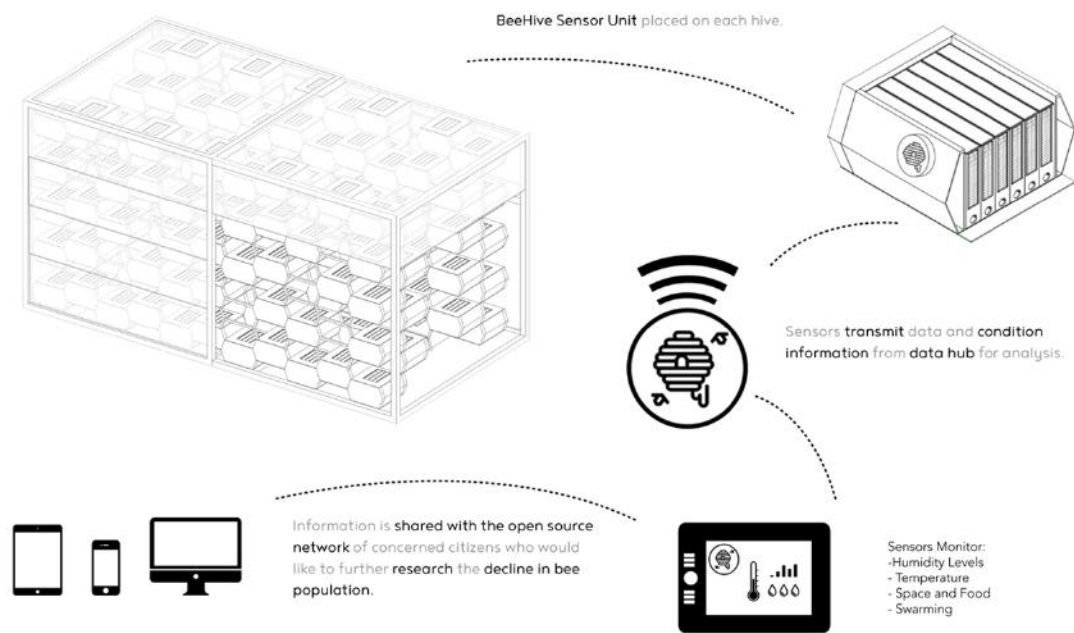 BeeHive Sensor Unit placed on each hive.
Sensors transmit data and condition
information from data hub for analysis.
Information is shared with the open source
network of concerned citizens who would
like to further research the decline in bee
population.
Sensors Monitor:
-Humidity Levels
- Temperature
- Space and Food
- Swarming